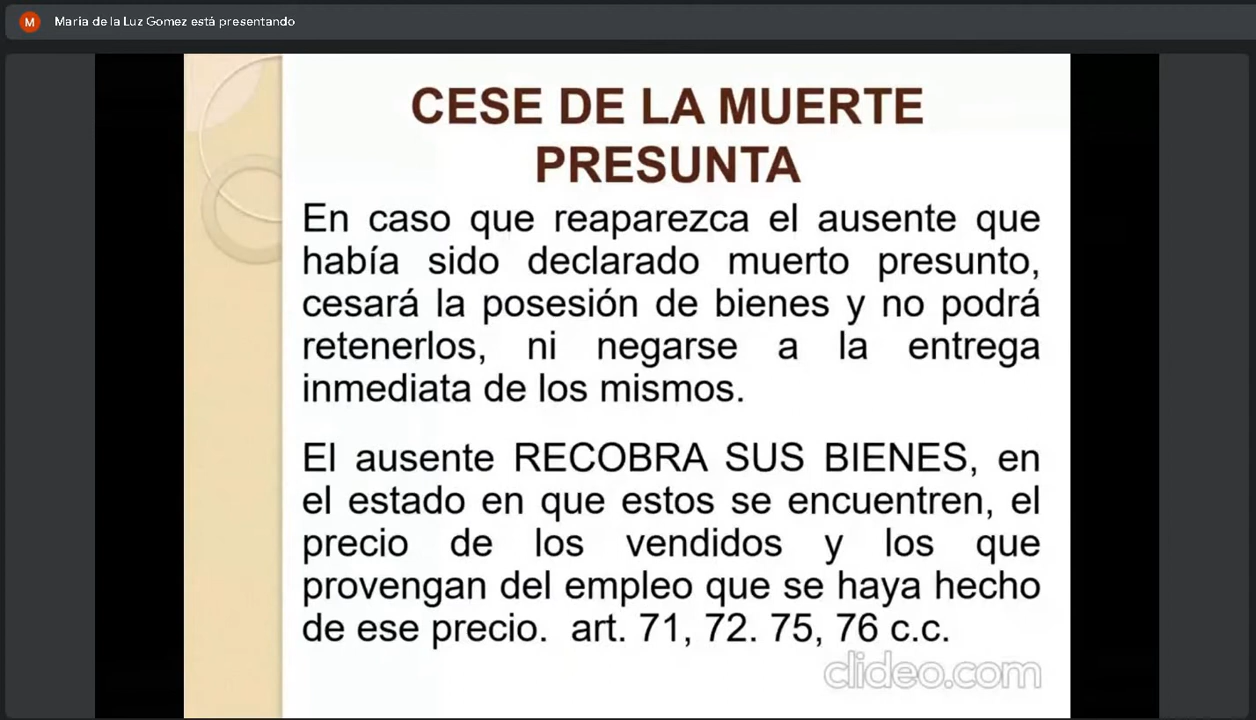 M María de la Luz Gomez está presentando
CESE DE LA MUERTE
PRESUNTA
En caso que reaparezca el ausente que
había sido declarado muerto presunto,
cesará la posesión de bienes y no podrá
retenerlos, ni negarse a la entrega
inmediata de los mismos.
El ausente RECOBRA SUS BIENES, en
el estado en que estos se encuentren, el
precio de los vendidos y los que
provengan del empleo que se haya hecho
de ese precio. art. 71, 72. 75, 76 c.c.
clideo.com